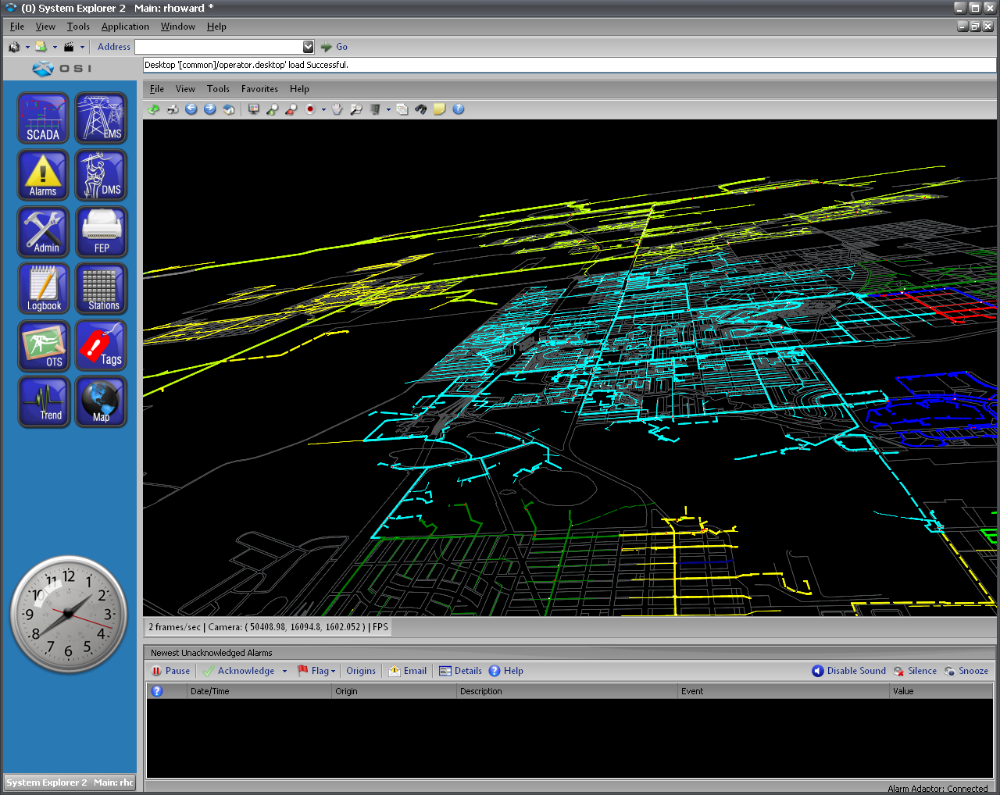 (0) System Explorer 2   Main: rhoward *
File View Tools Application Window Help
Address Go
OSI
Desktop '[common]/operator.desktop' load Successful.
File View Tools Favorites Help
SCADA EMS
Alarms DMS
Admin FEP
Logbook Stations
OTS Tags
Trend Map
12 1 2 3 4 5 6 7 8 9 10 11
2 frames/sec | Camera: ( 50408.98, 16094.8, 1602.052 ) | FPS
Newest Unacknowledged Alarms
Pause Acknowledge Flag Origins Email Details Help Disable Sound Silence Snooze
Date/Time Origin Description Event Value
System Explorer 2   Main: rho
Alarm Adaptor: Connected